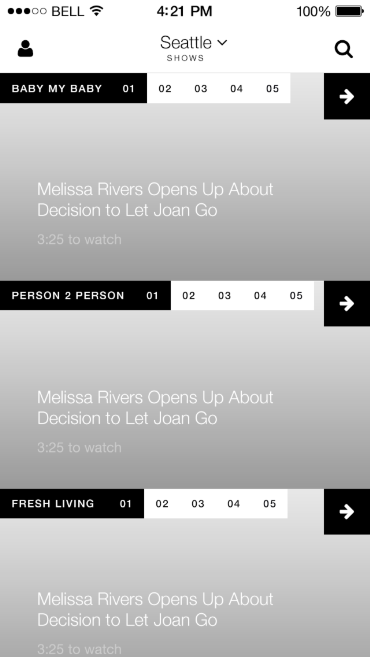 BELL 4:21 PM 100%
Seattle
SHOWS
BABY MY BABY 01 02 03 04 05
Melissa Rivers Opens Up About
Decision to Let Joan Go
3:25 to watch
PERSON 2 PERSON 01 02 03 04 05
Melissa Rivers Opens Up About
Decision to Let Joan Go
3:25 to watch
FRESH LIVING 01 02 03 04 05
Melissa Rivers Opens Up About
Decision to Let Joan Go
3:25 to watch